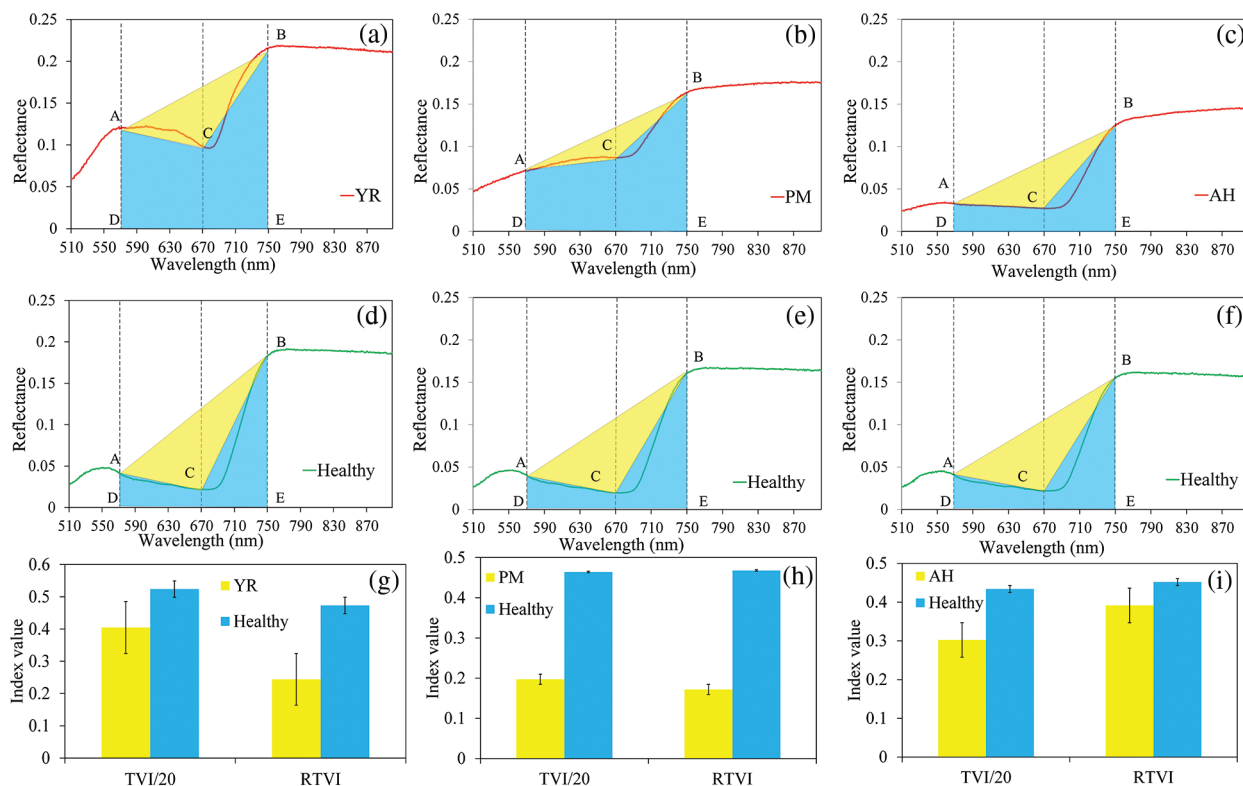 (a)
0.25
0.2
0.15
0.1
0.05
0
Reflectance
A
B
C
D
E
YR
510 550 590 630 670 710 750 790 830 870
Wavelength (nm)
(b)
0.25
0.2
0.15
0.1
0.05
0
Reflectance
A
B
C
D
E
PM
510 550 590 630 670 710 750 790 830 870
Wavelength (nm)
(c)
0.25
0.2
0.15
0.1
0.05
0
Reflectance
A
B
C
D
E
AH
510 550 590 630 670 710 750 790 830 870
Wavelength (nm)
(d)
0.25
0.2
0.15
0.1
0.05
0
Reflectance
A
B
C
D
E
Healthy
510 550 590 630 670 710 750 790 830 870
Wavelength (nm)
(e)
0.25
0.2
0.15
0.1
0.05
0
Reflectance
A
B
C
D
E
Healthy
510 550 590 630 670 710 750 790 830 870
Wavelength (nm)
(f)
0.25
0.2
0.15
0.1
0.05
0
Reflectance
A
B
C
D
E
Healthy
510 550 590 630 670 710 750 790 830 870
Wavelength (nm)
(g)
0.6
0.5
0.4
0.3
0.2
0.1
0
Index value
YR
Healthy
TVI/20 RTVI
(h)
0.5
0.4
0.3
0.2
0.1
0
Index value
PM
Healthy
TVI/20 RTVI
(i)
0.5
0.4
0.3
0.2
0.1
0
Index value
AH
Healthy
TVI/20 RTVI